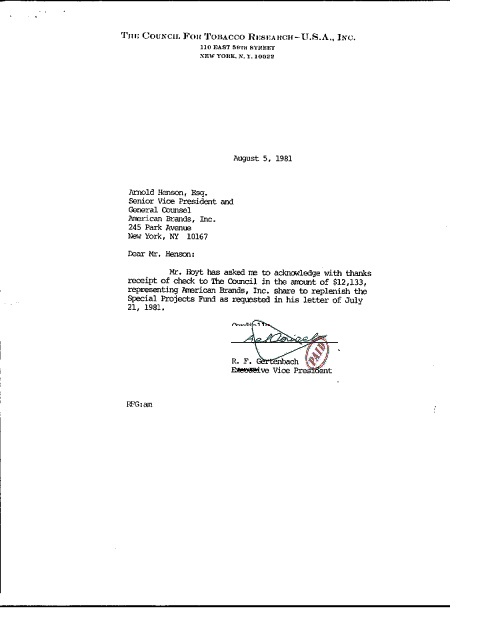 THE COUNCIL FOR TOBACCO RESEARCH-U.S.A., INC.
110 EAST 59TH STREET
NEW YORK, N. Y. 10022
August 5, 1981
Arnold Henson, Esq.
Senior Vice President and
General Counsel
American Brands, Inc.
245 Park Avenue
New York, NY 10167
Dear Mr. Henson:
Mr. Hoyt has asked me to acknowledge with thanks
receipt of check to The Council in the amount of $12,133,
representing American Brands, Inc. share to replenish the
Special Projects Fund as requested in his letter of July
21, 1981.
PAID
R. F. Gertenbach
Executive Vice President
RFG:am